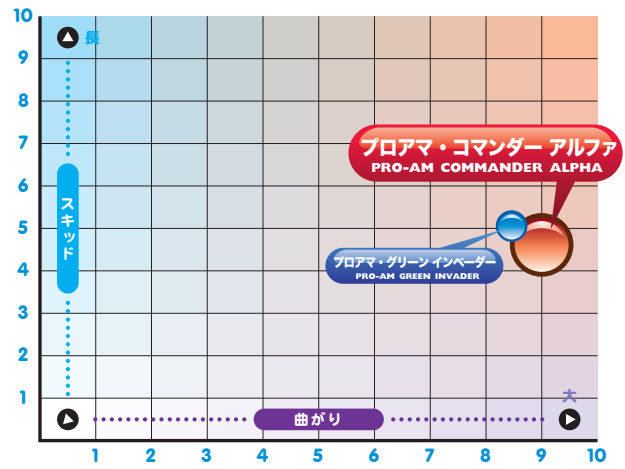 10
9
8
7
6
5
4
3
2
1
長
スキッド
プロアマ・コマンダー アルファ
PRO-AM COMMANDER ALPHA
プロアマ・グリーン インベーダー
PRO-AM GREEN INVADER
大
曲がり
1 2 3 4 5 6 7 8 9 10